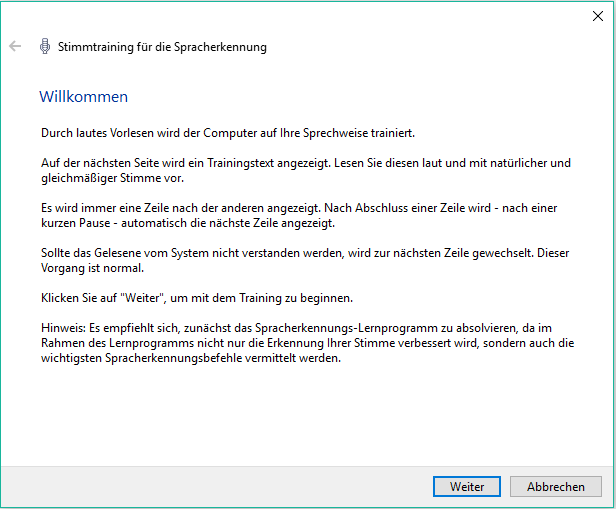 Stimmtraining für die Spracherkennung
Willkommen
Durch lautes Vorlesen wird der Computer auf Ihre Sprechweise trainiert.
Auf der nächsten Seite wird ein Trainingstext angezeigt. Lesen Sie diesen laut und mit natürlicher und
gleichmäßiger Stimme vor.
Es wird immer eine Zeile nach der anderen angezeigt. Nach Abschluss einer Zeile wird - nach einer
kurzen Pause - automatisch die nächste Zeile angezeigt.
Sollte das Gelesene vom System nicht verstanden werden, wird zur nächsten Zeile gewechselt. Dieser
Vorgang ist normal.
Klicken Sie auf "Weiter", um mit dem Training zu beginnen.
Hinweis: Es empfiehlt sich, zunächst das Spracherkennungs-Lernprogramm zu absolvieren, da im
Rahmen des Lernprogramms nicht nur die Erkennung Ihrer Stimme verbessert wird, sondern auch die
wichtigsten Spracherkennungsbefehle vermittelt werden.
Weiter Abbrechen